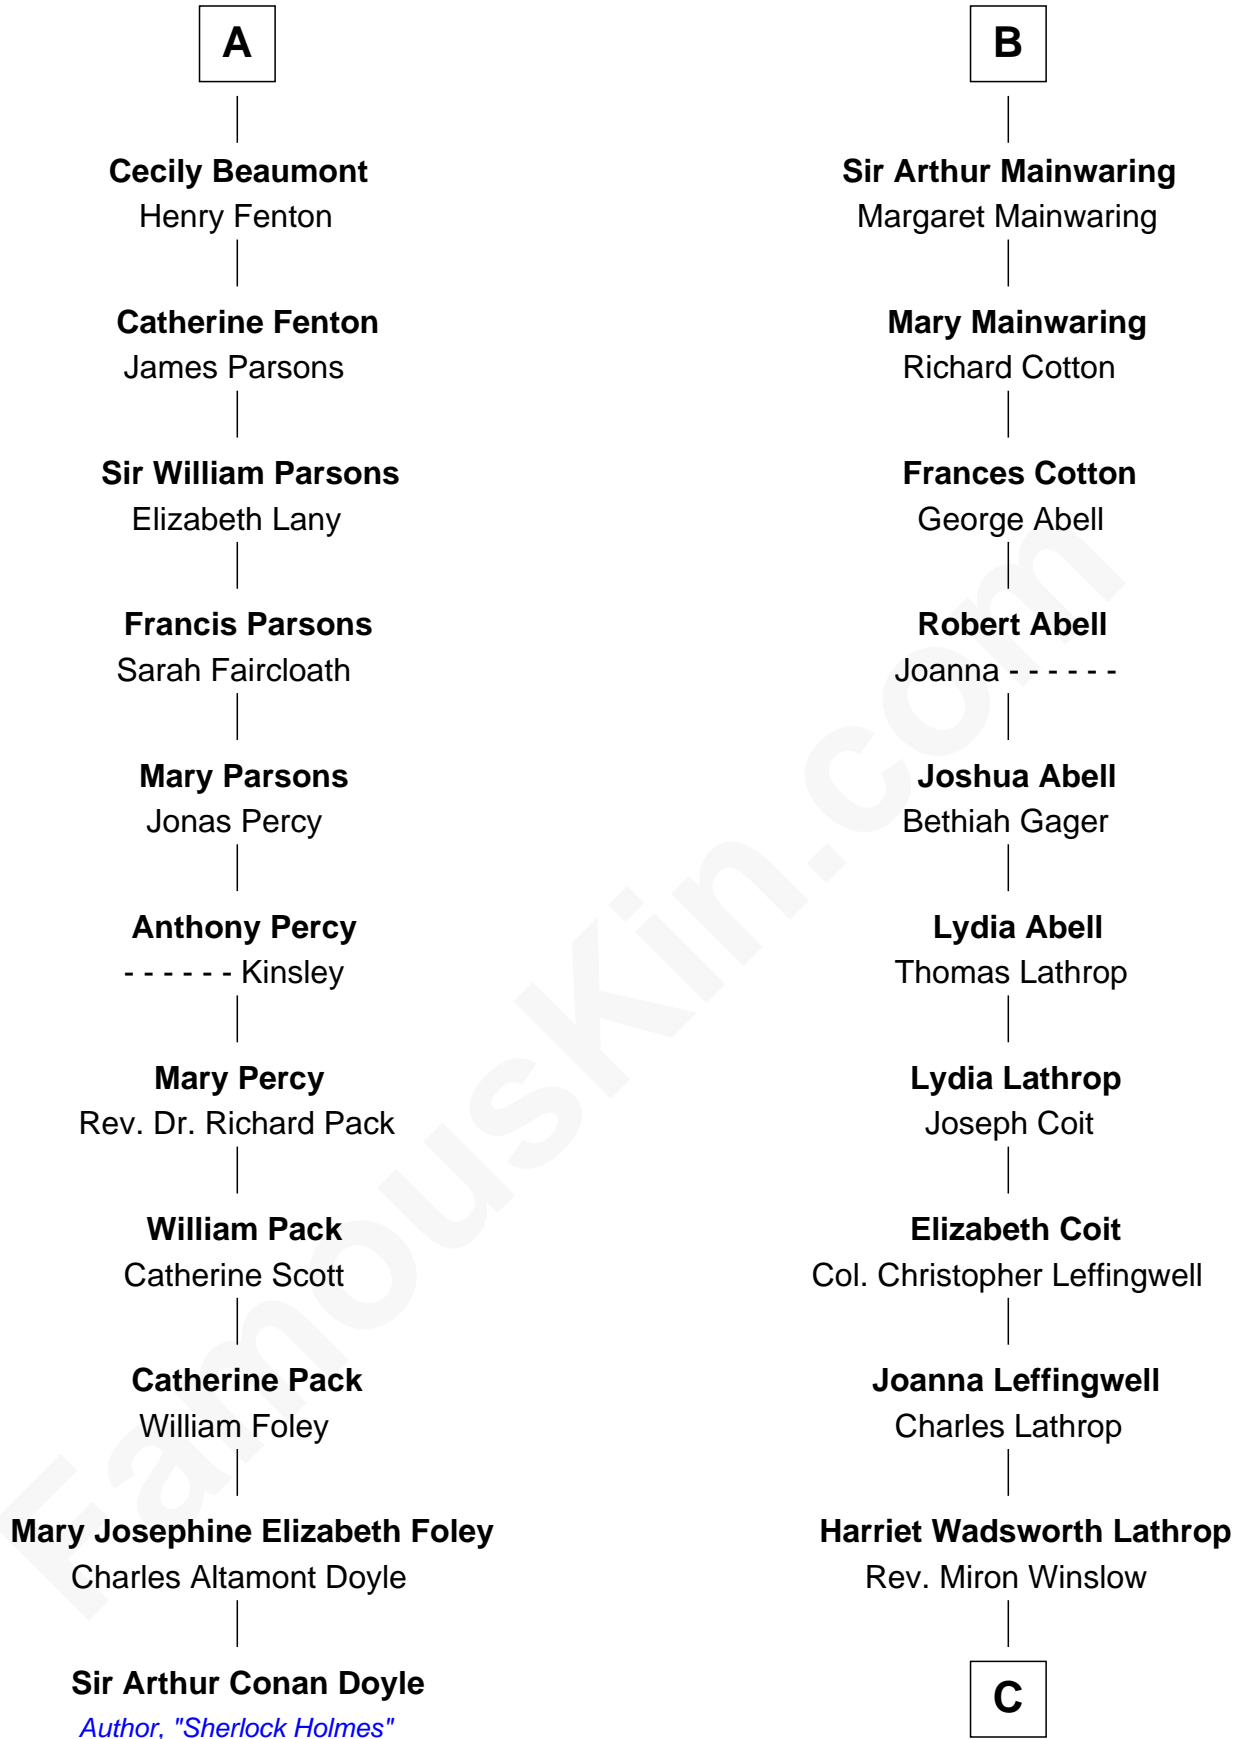 A
Cecily Beaumont
Henry Fenton
Catherine Fenton
James Parsons
Sir William Parsons
Elizabeth Lany
Francis Parsons
Sarah Faircloath
Mary Parsons
Jonas Percy
Anthony Percy
- - - - - - Kinsley
Mary Percy
Rev. Dr. Richard Pack
William Pack
Catherine Scott
Catherine Pack
William Foley
Mary Josephine Elizabeth Foley
Charles Altamont Doyle
Sir Arthur Conan Doyle
Author, "Sherlock Holmes"
B
Sir Arthur Mainwaring
Margaret Mainwaring
Mary Mainwaring
Richard Cotton
Frances Cotton
George Abell
Robert Abell
Joanna - - - - - -
Joshua Abell
Bethiah Gager
Lydia Abell
Thomas Lathrop
Lydia Lathrop
Joseph Coit
Elizabeth Coit
Col. Christopher Leffingwell
Joanna Leffingwell
Charles Lathrop
Harriet Wadsworth Lathrop
Rev. Miron Winslow
C
FamousKin.com